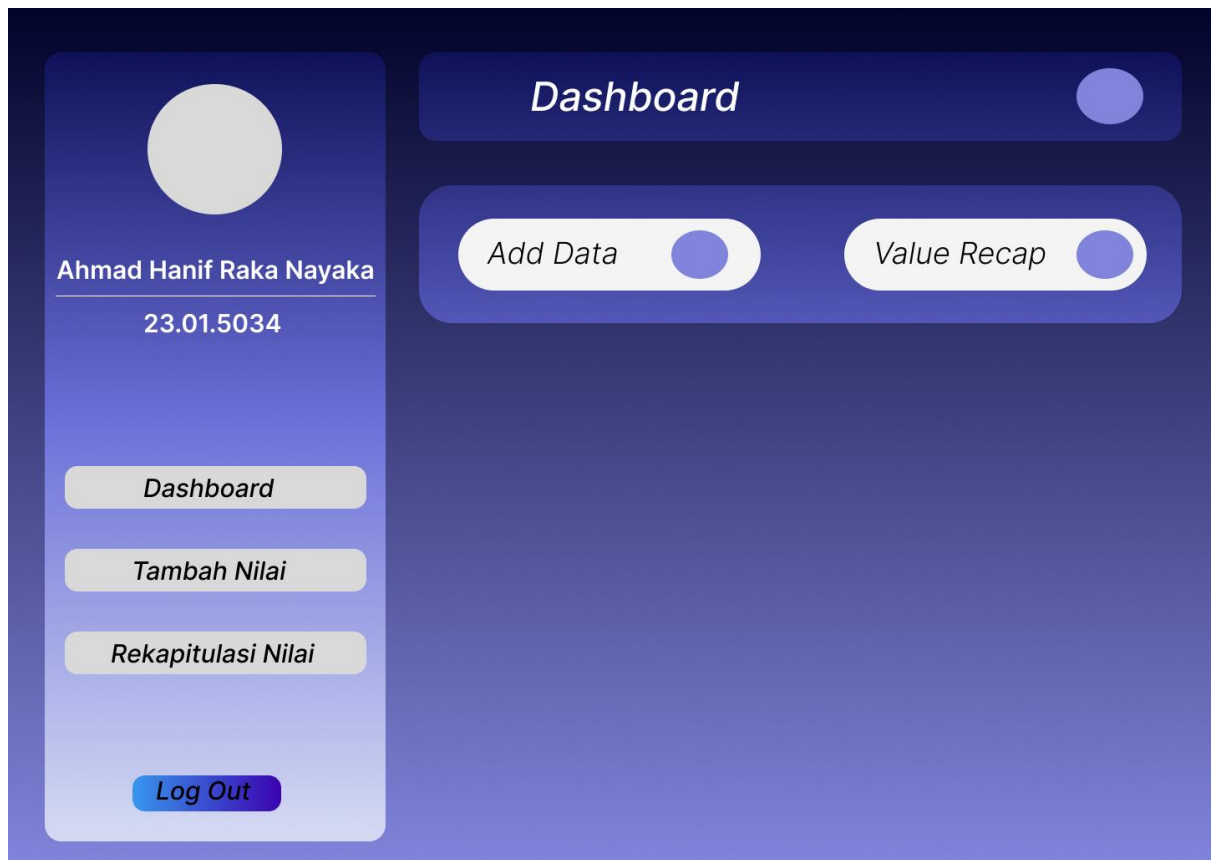 Ahmad Hanif Raka Nayaka
23.01.5034
Dashboard
Tambah Nilai
Rekapitulasi Nilai
Log Out
Dashboard
Add Data
Value Recap